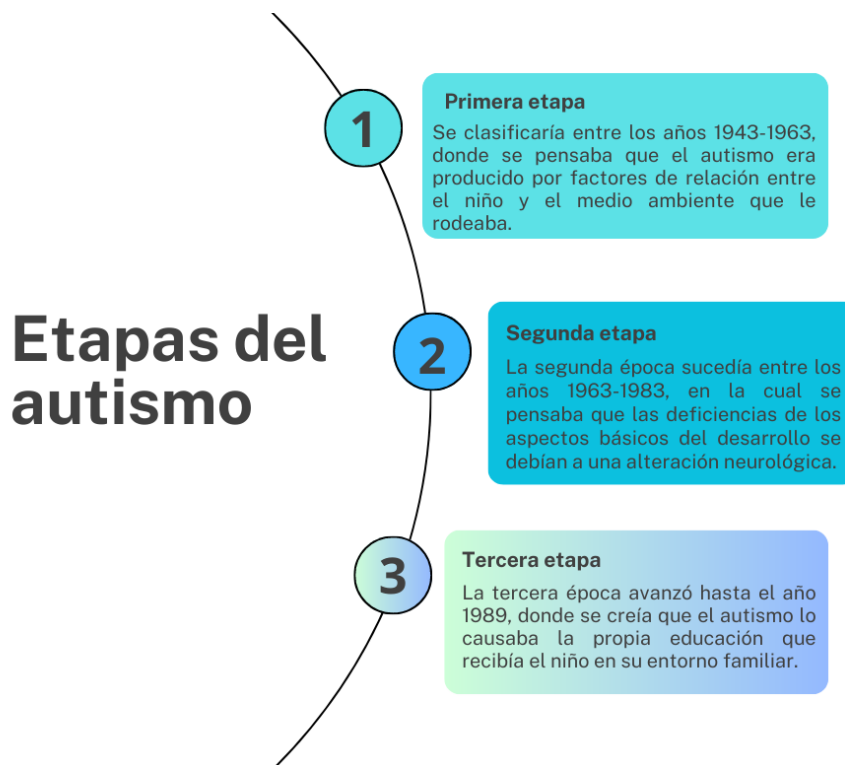 Etapas del
autismo
1
Primera etapa
Se clasificaría entre los años 1943-1963,
donde se pensaba que el autismo era
producido por factores de relación entre
el niño y el medio ambiente que le
rodeaba.
2
Segunda etapa
La segunda época sucedía entre los
años 1963-1983, en la cual se
pensaba que las deficiencias de los
aspectos básicos del desarrollo se
debían a una alteración neurológica.
3
Tercera etapa
La tercera época avanzó hasta el año
1989, donde se creía que el autismo lo
causaba la propia educación que
recibía el niño en su entorno familiar.